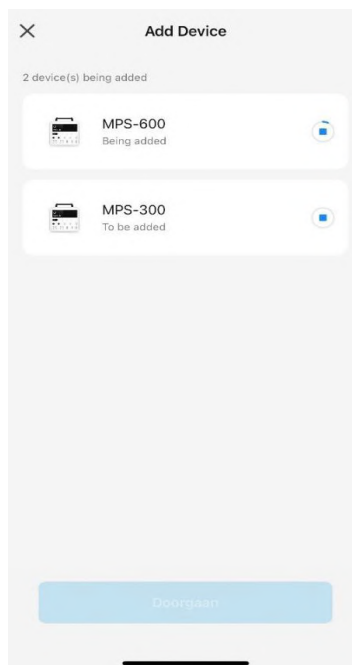 Add Device
2 device(s) being added
MPS-600
Being added
MPS-300
To be added
Doorgaan